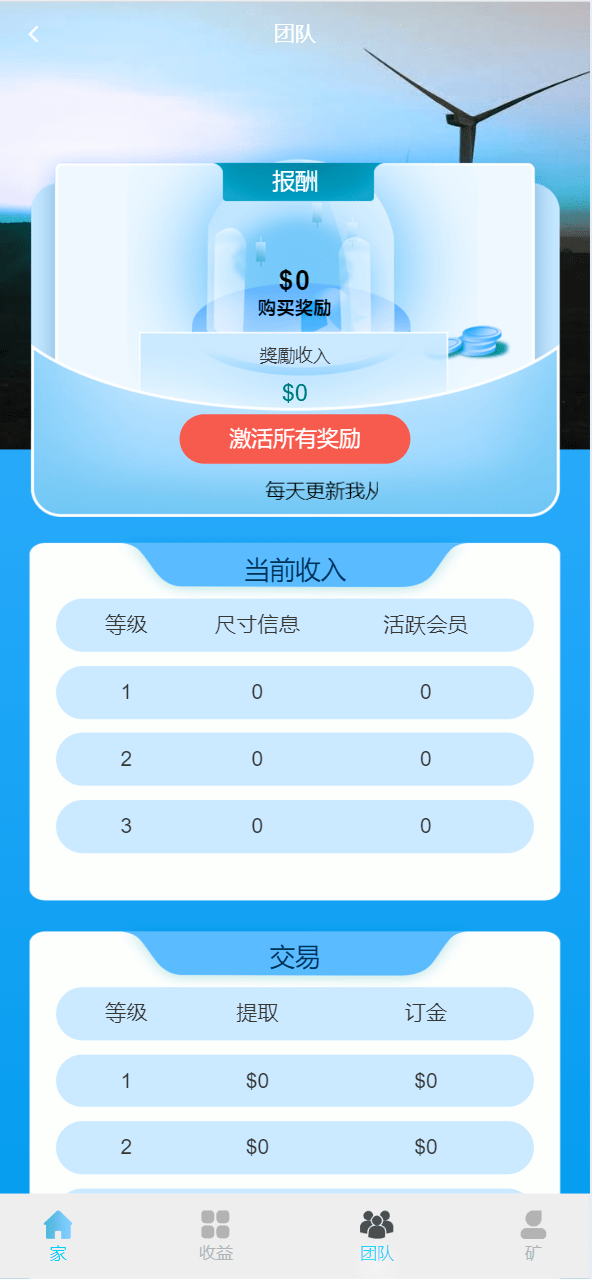 团队
报酬
$0
购买奖励
獎勵收入
$0
激活所有奖励
每天更新我
当前收入
等级 尺寸信息 活跃会员
1 0 0
2 0 0
3 0 0
交易
等级 提取 订金
1 $0 $0
2 $0 $0
家 收益 团队 矿